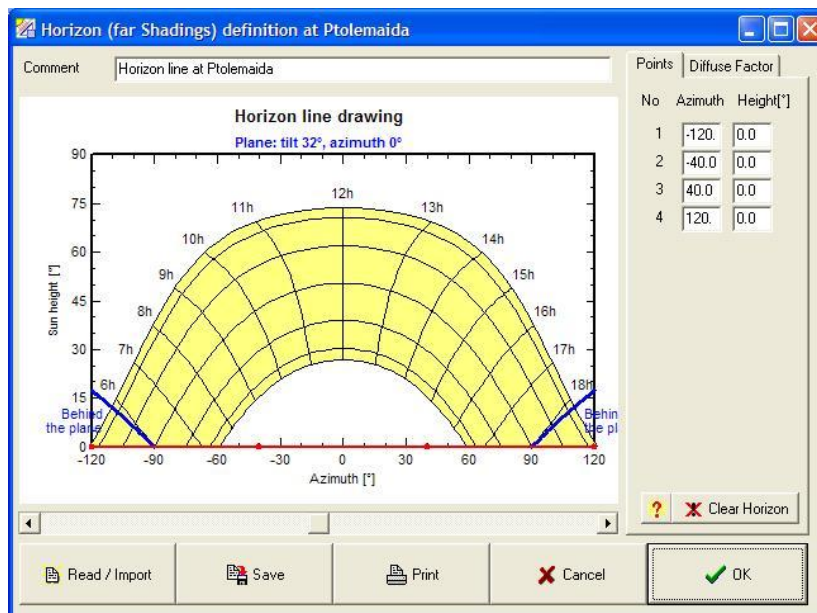 Horizon (far Shadings) definition at Ptolemaida
Comment Horizon line at Ptolemaida
Points Diffuse Factor
No Azimuth Height[°]
1 -120. 0.0
2 -40.0 0.0
3 40.0 0.0
4 120. 0.0
Horizon line drawing
Plane: tilt 32°, azimuth 0°
Sun height [°]
90
75
60
45
30
15
0
6h 7h 8h 9h 10h 11h 12h 13h 14h 15h 16h 17h 18h
Behind
the plane
Behin
the pl
-120 -90 -60 -30 0 30 60 90 120
Azimuth [°]
? Clear Horizon
Read / Import Save Print Cancel OK